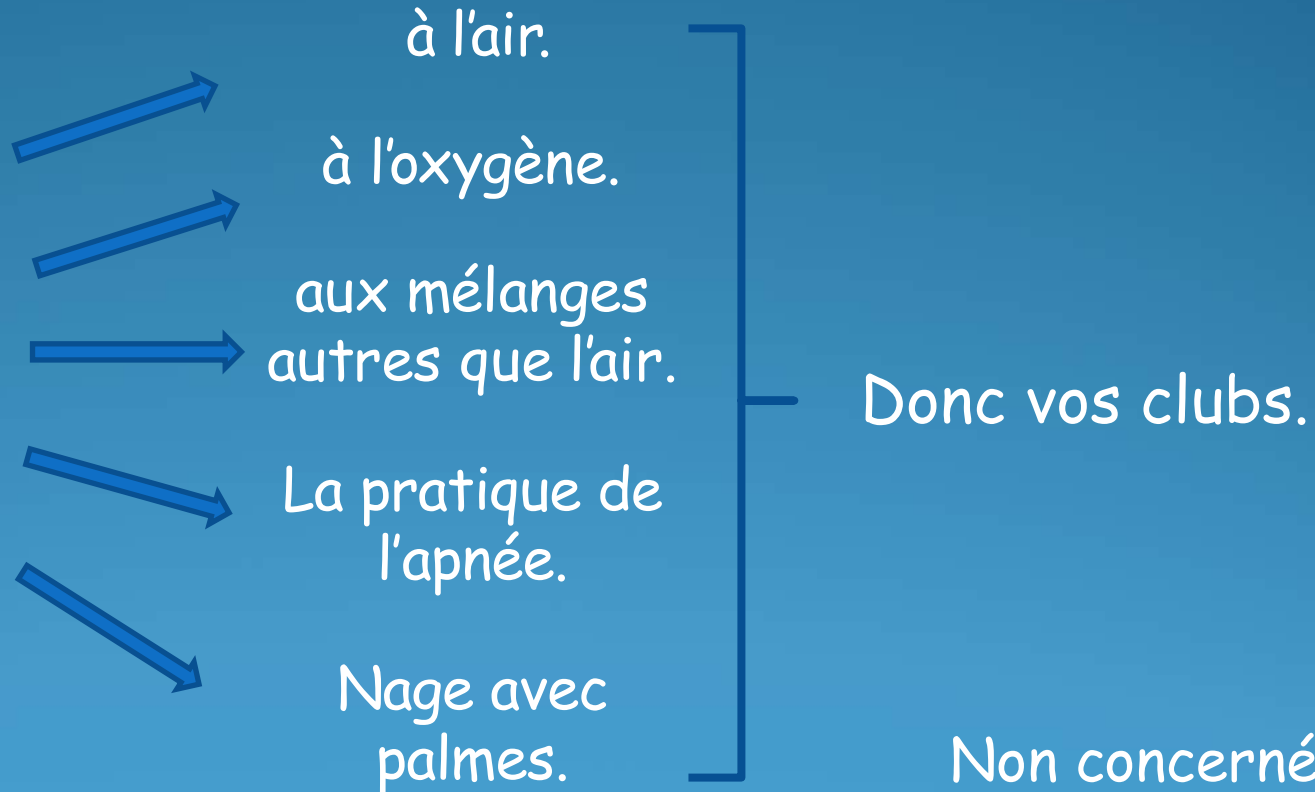 à l'air.
à l'oxygène.
aux mélanges
autres que l'air.
Donc vos clubs.
La pratique de
l'apnée.
Nage avec
palmes.
Non concerné